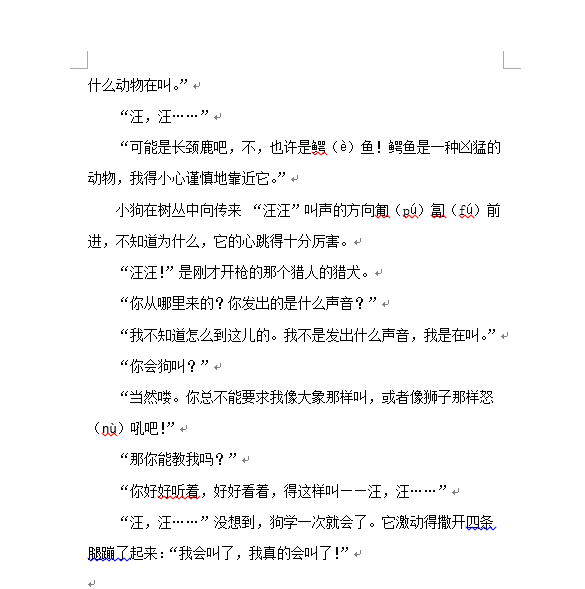 什么动物在叫。”
“汪，汪……”
“可能是长颈鹿吧，不，也许是鳄（è）鱼！鳄鱼是一种凶猛的
动物，我得小心谨慎地靠近它。”
小狗在树丛中向传来 “汪汪”叫声的方向匍（pú）匐（fú）前
进，不知道为什么，它的心跳得十分厉害。
“汪汪！”是刚才开枪的那个猎人的猎犬。
“你从哪里来的？你发出的是什么声音？”
“我不知道怎么到这儿的。我不是发出什么声音，我是在叫。”
“你会狗叫？”
“当然喽。你总不能要求我像大象那样叫，或者像狮子那样怒
（nù）吼吧！”
“那你能教我吗？”
“你好好听着，好好看着，得这样叫——汪，汪……”
“汪，汪……”没想到，狗学一次就会了。它激动得撒开四条
腿蹦了起来：“我会叫了，我真的会叫了！”